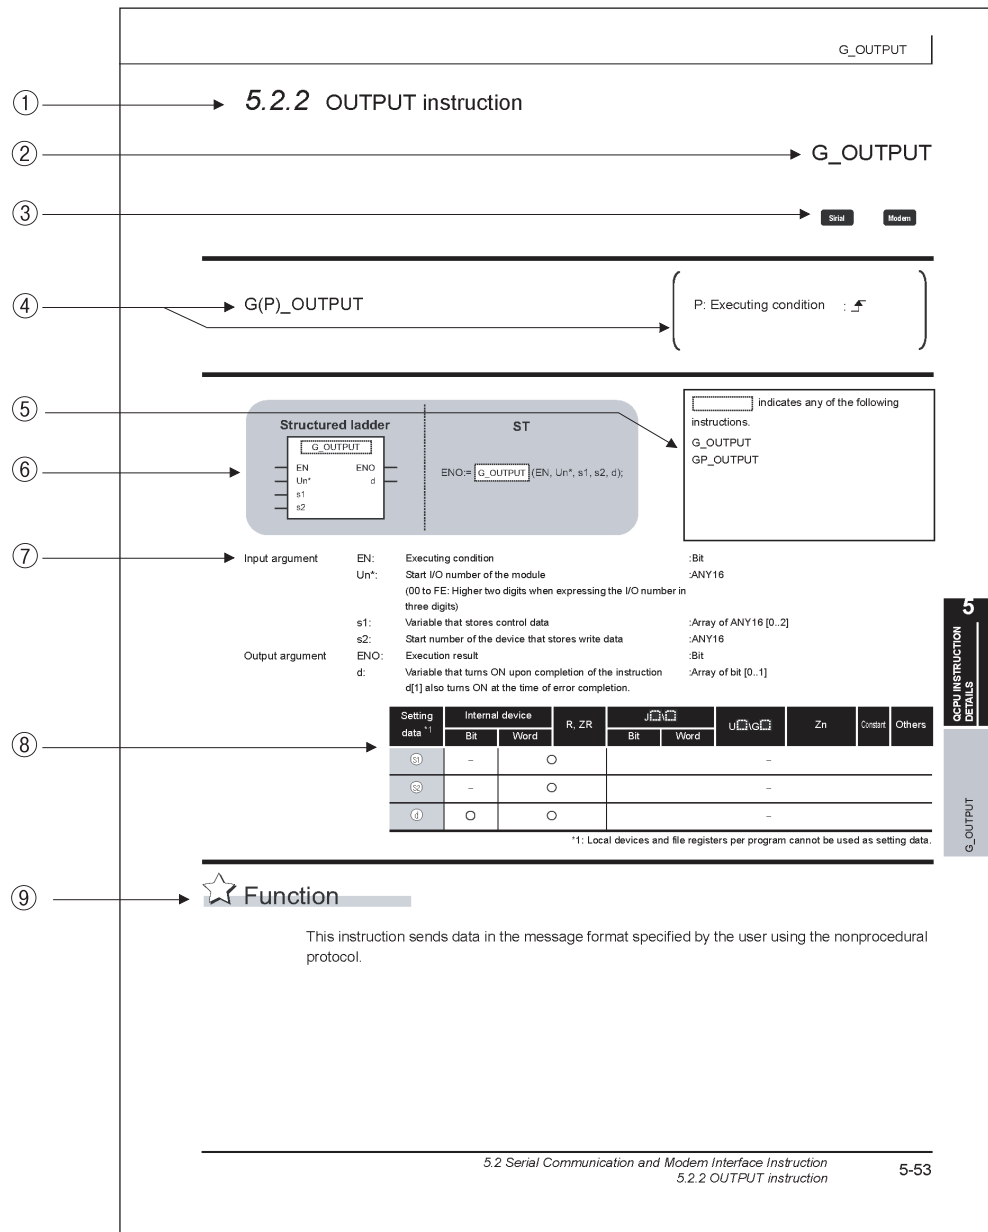 G_OUTPUT
① 5.2.2 OUTPUT instruction
② G_OUTPUT
③ Sirial Modem
④ G(P)_OUTPUT P: Executing condition :
⑤ indicates any of the following
instructions.
G_OUTPUT
GP_OUTPUT
⑥ Structured ladder ST
G_OUTPUT
EN ENO
Un* d
s1
s2
ENO:= G_OUTPUT (EN, Un*, s1, s2, d);
⑦ Input argument EN: Executing condition :Bit
Un*: Start I/O number of the module :ANY16
(00 to FE: Higher two digits when expressing the I/O number in
three digits)
s1: Variable that stores control data :Array of ANY16 [0..2]
s2: Start number of the device that stores write data :ANY16
Output argument ENO: Execution result :Bit
d: Variable that turns ON upon completion of the instruction :Array of bit [0..1]
d[1] also turns ON at the time of error completion.
⑧ Setting data *1 Internal device R, ZR J\ U\G Zn Constant Others
Bit Word Bit Word
s1 – ○ –
s2 – ○ –
d ○ ○ –
*1: Local devices and file registers per program cannot be used as setting data.
⑨ Function
This instruction sends data in the message format specified by the user using the nonprocedural
protocol.
5
QCPU INSTRUCTION
DETAILS
G_OUTPUT
5.2 Serial Communication and Modem Interface Instruction
5.2.2 OUTPUT instruction
5-53